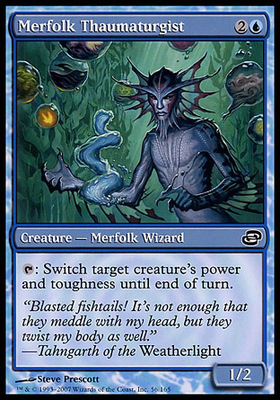 Merfolk Thaumaturgist 2
Creature — Merfolk Wizard
: Switch target creature's power
and toughness until end of turn.
"Blasted fishtails! It's not enough that
they meddle with my head, but they
twist my body as well."
—Tahngarth of the Weatherlight
Steve Prescott
1/2
™ & © 1993–2007 Wizards of the Coast, Inc. 56/165